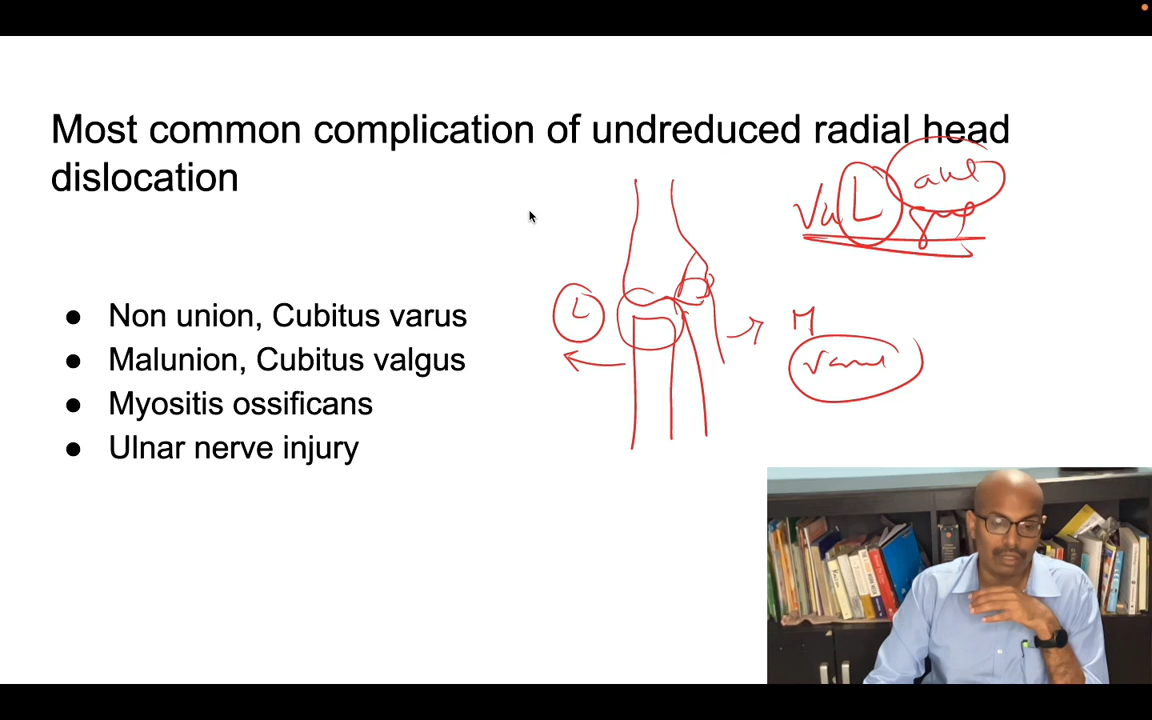 Most common complication of undreduced radial head
dislocation
● Non union, Cubitus varus
● Malunion, Cubitus valgus
● Myositis ossificans
● Ulnar nerve injury
L
M